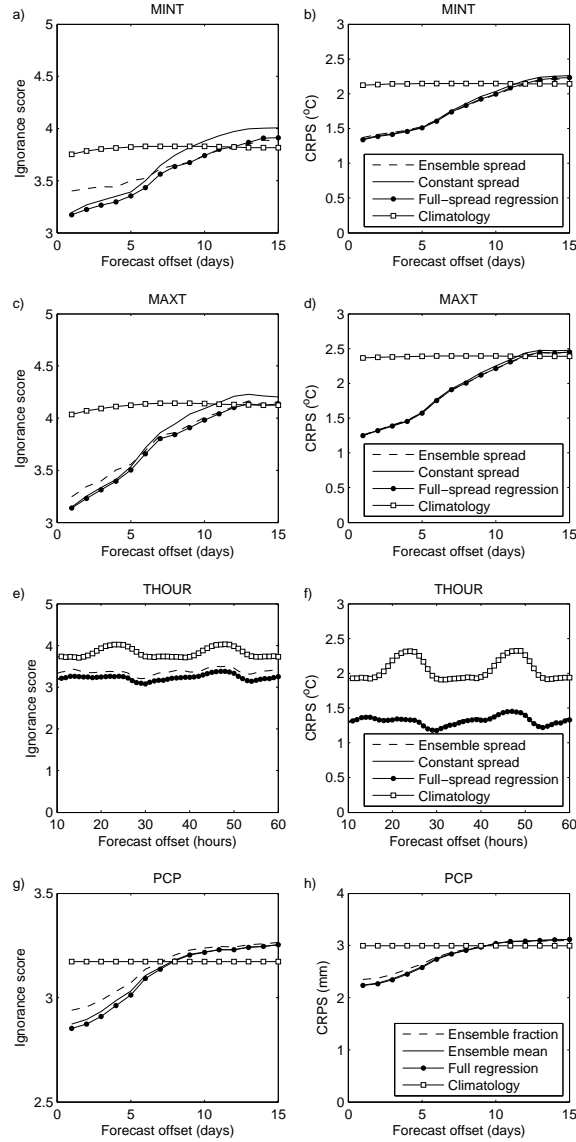 a)
MINT
5
4.5
4
3.5
3
Ignorance score
0
5
10
15
Forecast offset (days)
b)
MINT
3
2.5
2
1.5
1
0.5
0
CRPS (°C)
Ensemble spread
Constant spread
Full−spread regression
Climatology
0
5
10
15
Forecast offset (days)
c)
MAXT
5
4.5
4
3.5
3
Ignorance score
0
5
10
15
Forecast offset (days)
d)
MAXT
3
2.5
2
1.5
1
0.5
0
CRPS (°C)
Ensemble spread
Constant spread
Full−spread regression
Climatology
0
5
10
15
Forecast offset (days)
e)
THOUR
5
4
3
2
1
0
Ignorance score
10
20
30
40
50
60
Forecast offset (hours)
f)
THOUR
3
2.5
2
1.5
1
0.5
0
CRPS (°C)
Ensemble spread
Constant spread
Full−spread regression
Climatology
10
20
30
40
50
60
Forecast offset (hours)
g)
PCP
3.5
3
2.5
Ignorance score
0
5
10
15
Forecast offset (days)
h)
PCP
4
3
2
1
0
CRPS (mm)
Ensemble fraction
Ensemble mean
Full regression
Climatology
0
5
10
15
Forecast offset (days)